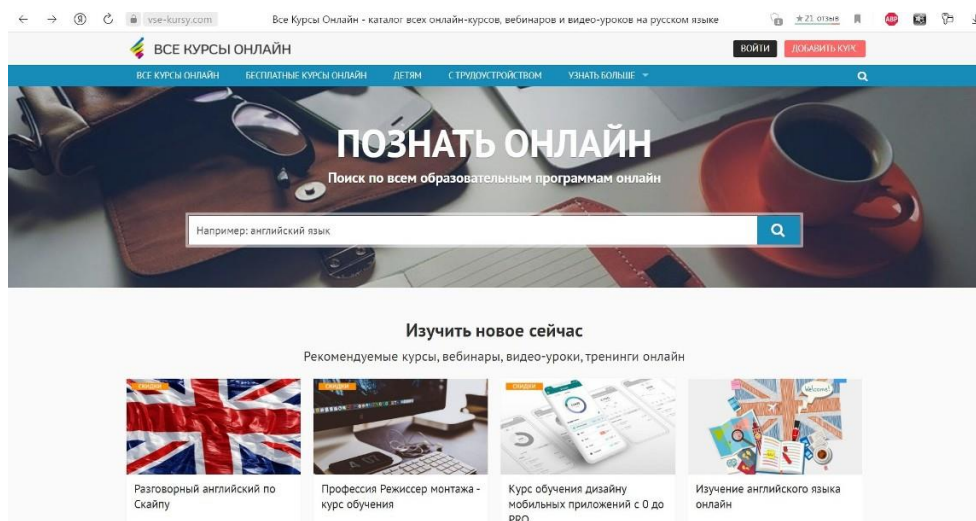 vse-kursy.com
Все Курсы Онлайн - каталог всех онлайн-курсов, вебинаров и видео-уроков на русском языке
★ 21 отзыв
ABP
ВСЕ КУРСЫ ОНЛАЙН
ВОЙТИ
ДОБАВИТЬ КУРС
ВСЕ КУРСЫ ОНЛАЙН
БЕСПЛАТНЫЕ КУРСЫ ОНЛАЙН
ДЕТЯМ
С ТРУДОУСТРОЙСТВОМ
УЗНАТЬ БОЛЬШЕ
ПОЗНАТЬ ОНЛАЙН
Поиск по всем образовательным программам онлайн
Например: английский язык
Изучить новое сейчас
Рекомендуемые курсы, вебинары, видео-уроки, тренинги онлайн
СКИДКИ
СКИДКИ
СКИДКИ
Welcome!
Разговорный английский по
Скайпу
Профессия Режиссер монтажа -
курс обучения
Курс обучения дизайну
мобильных приложений с 0 до
PRO
Изучение английского языка
онлайн